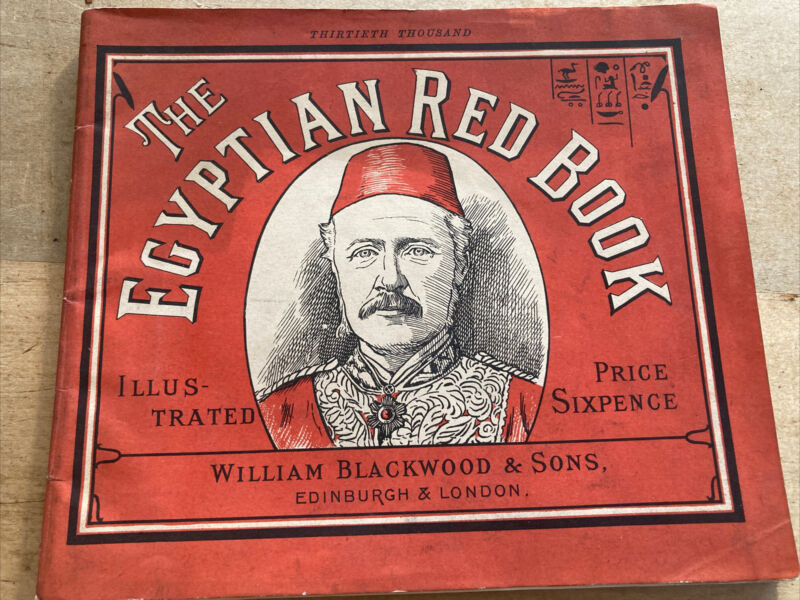 THIRTIETH THOUSAND
THE
EGYPTIAN RED BOOK
ILLUS-
TRATED
PRICE
SIXPENCE
WILLIAM BLACKWOOD & SONS,
EDINBURGH & LONDON.